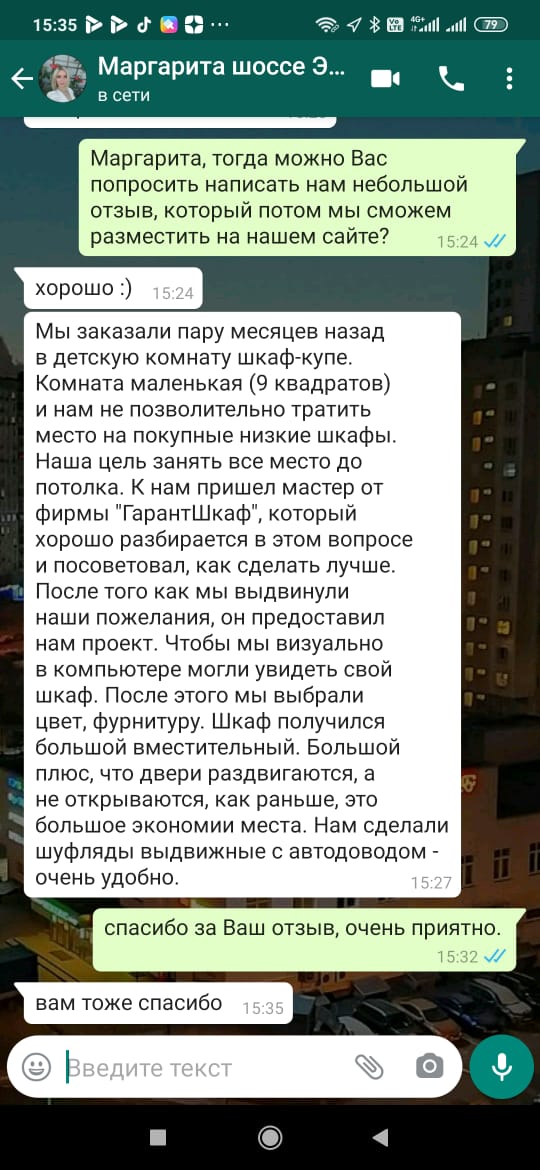 15:35
4G+
Vo
LTE
79
Маргарита шоссе Э...
в сети
Маргарита, тогда можно Вас
попросить написать нам небольшой
отзыв, который потом мы сможем
разместить на нашем сайте?
15:24
хорошо :)
15:24
Мы заказали пару месяцев назад
в детскую комнату шкаф-купе.
Комната маленькая (9 квадратов)
и нам не позволительно тратить
место на покупные низкие шкафы.
Наша цель занять все место до
потолка. К нам пришел мастер от
фирмы "ГарантШкаф", который
хорошо разбирается в этом вопросе
и посоветовал, как сделать лучше.
После того как мы выдвинули
наши пожелания, он предоставил
нам проект. Чтобы мы визуально
в компьютере могли увидеть свой
шкаф. После этого мы выбрали
цвет, фурнитуру. Шкаф получился
большой вместительный. Большой
плюс, что двери раздвигаются, а
не открываются, как раньше, это
большое экономии места. Нам сделали
шуфляды выдвижные с автодоводом -
очень удобно.
15:27
спасибо за Ваш отзыв, очень приятно.
15:32
вам тоже спасибо
15:35
Введите текст